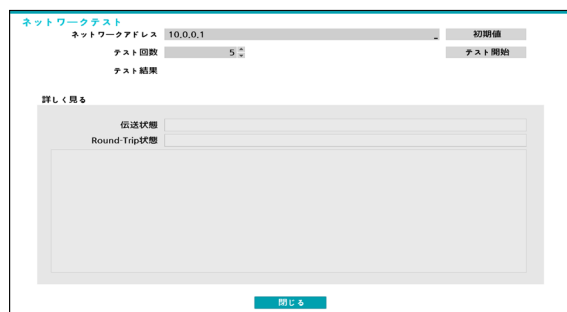 ネットワークテスト
ネットワークアドレス 10.0.0.1 初期値
テスト回数 5 テスト開始
テスト結果
詳しく見る
伝送状態
Round-Trip状態
閉じる